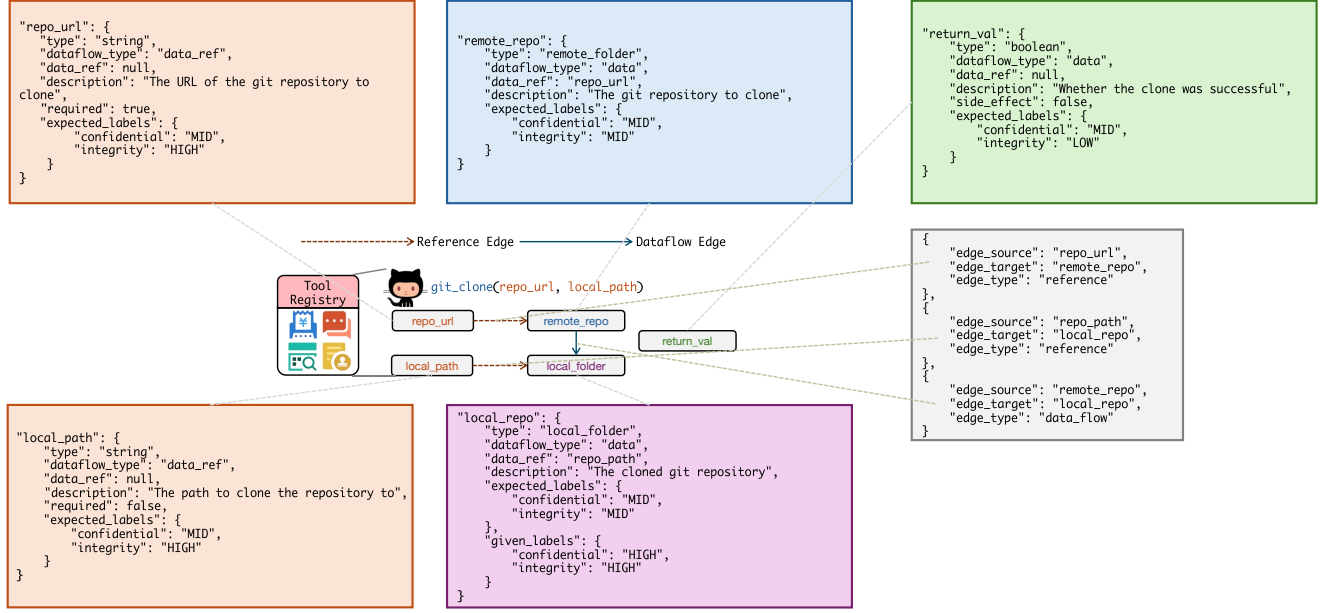 "repo_url": {
"type": "string",
"dataflow_type": "data_ref",
"data_ref": null,
"description": "The URL of the git repository to
clone",
"required": true,
"expected_labels": {
"confidential": "MID",
"integrity": "HIGH"
}
}
"remote_repo": {
"type": "remote_folder",
"dataflow_type": "data",
"data_ref": "repo_url",
"description": "The git repository to clone",
"expected_labels": {
"confidential": "MID",
"integrity": "MID"
}
}
"return_val": {
"type": "boolean",
"dataflow_type": "data",
"data_ref": null,
"description": "Whether the clone was successful",
"side_effect": false,
"expected_labels": {
"confidential": "MID",
"integrity": "LOW"
}
}
Reference Edge
Dataflow Edge
Tool
Registry
git_clone(repo_url, local_path)
repo_url
remote_repo
return_val
local_path
local_folder
{
"edge_source": "repo_url",
"edge_target": "remote_repo",
"edge_type": "reference"
},
{
"edge_source": "repo_path",
"edge_target": "local_repo",
"edge_type": "reference"
},
{
"edge_source": "remote_repo",
"edge_target": "local_repo",
"edge_type": "data_flow"
}
"local_path": {
"type": "string",
"dataflow_type": "data_ref",
"data_ref": null,
"description": "The path to clone the repository to",
"required": false,
"expected_labels": {
"confidential": "MID",
"integrity": "HIGH"
}
}
"local_repo": {
"type": "local_folder",
"dataflow_type": "data",
"data_ref": "repo_path",
"description": "The cloned git repository",
"expected_labels": {
"confidential": "MID",
"integrity": "MID"
},
"given_labels": {
"confidential": "HIGH",
"integrity": "HIGH"
}
}